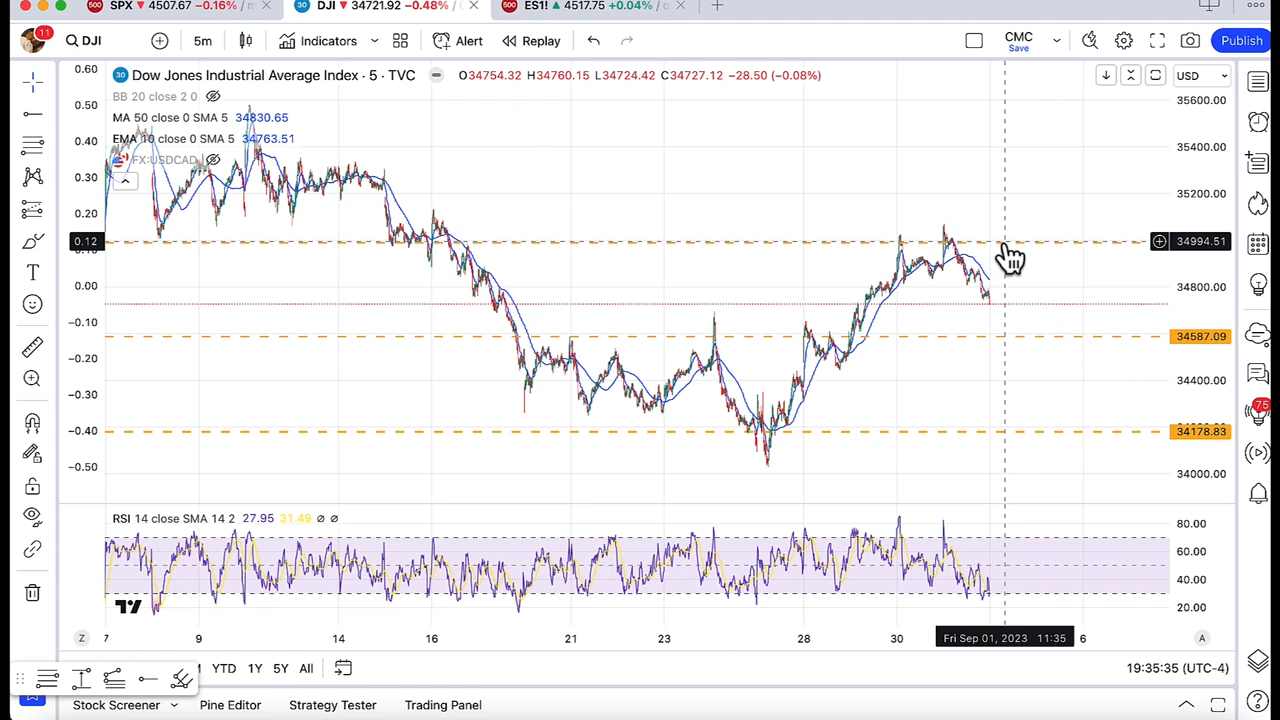 500 SPX ▼ 4507.67 −0.16% /
30 DJI ▼ 34721.92 −0.48% /
500 ES1! ▲ 4517.75 +0.04% /
11
DJI
5m
Indicators
Alert
Replay
CMC
Save
Publish
30 Dow Jones Industrial Average Index · 5 · TVC
O34754.32 H34760.15 L34724.42 C34727.12 −28.50 (−0.08%)
USD
BB 20 close 2 0
MA 50 close 0 SMA 5 34830.65
EMA 10 close 0 SMA 5 34763.51
FX:USDCAD
0.60
0.50
0.40
0.30
0.20
0.12
0.10
0.00
−0.10
−0.20
−0.30
−0.40
−0.50
35600.00
35400.00
35200.00
34994.51
34800.00
34587.09
34400.00
34178.83
34000.00
75
RSI 14 close SMA 14 2 27.95 31.49 ø ø
80.00
60.00
40.00
20.00
Z
7
9
14
16
21
23
28
30
Fri Sep 01, 2023 11:35
6
A
YTD
1Y
5Y
All
19:35:35 (UTC-4)
Stock Screener
Pine Editor
Strategy Tester
Trading Panel